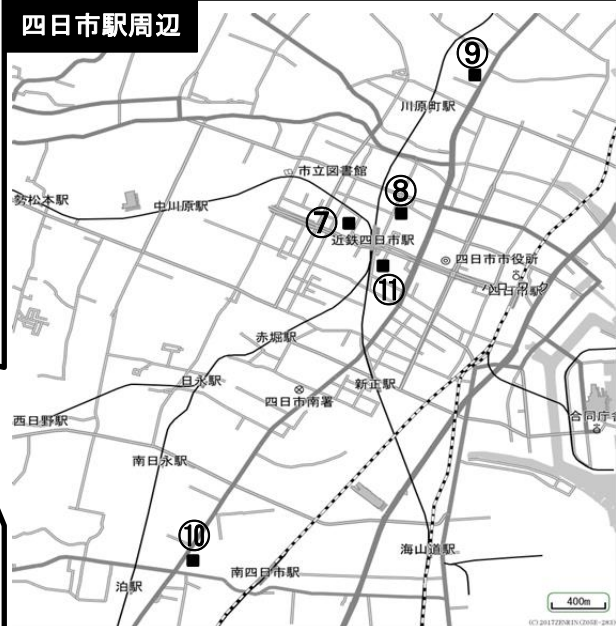 四日市駅周辺
⑨
川原町駅
市立図書館
⑧
勢松本駅
中川原駅
⑦
近鉄四日市駅
四日市市役所
⑪
四日市駅
赤堀駅
日永駅
新正駅
四日市南署
西日野駅
合同庁舎
南日永駅
⑩
海山道駅
南四日市駅
泊駅
400m